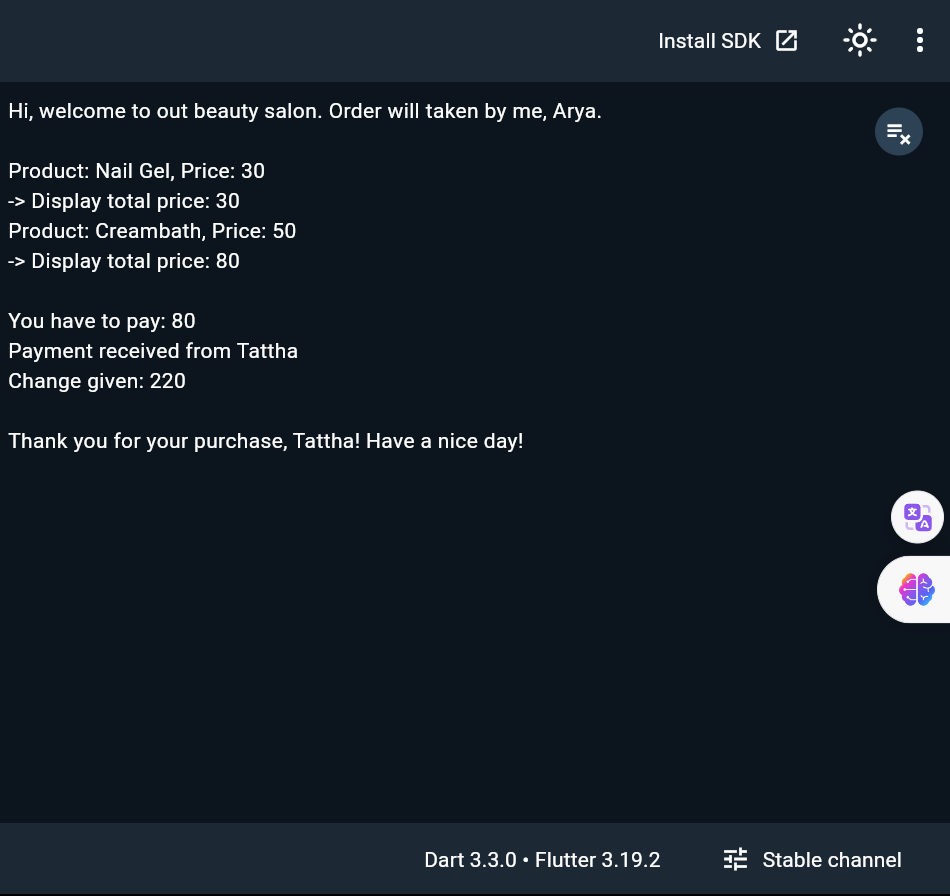 Install SDK
Hi, welcome to out beauty salon. Order will taken by me, Arya.
Product: Nail Gel, Price: 30
-> Display total price: 30
Product: Creambath, Price: 50
-> Display total price: 80
You have to pay: 80
Payment received from Tattha
Change given: 220
Thank you for your purchase, Tattha! Have a nice day!
文
A
Dart 3.3.0 • Flutter 3.19.2
Stable channel